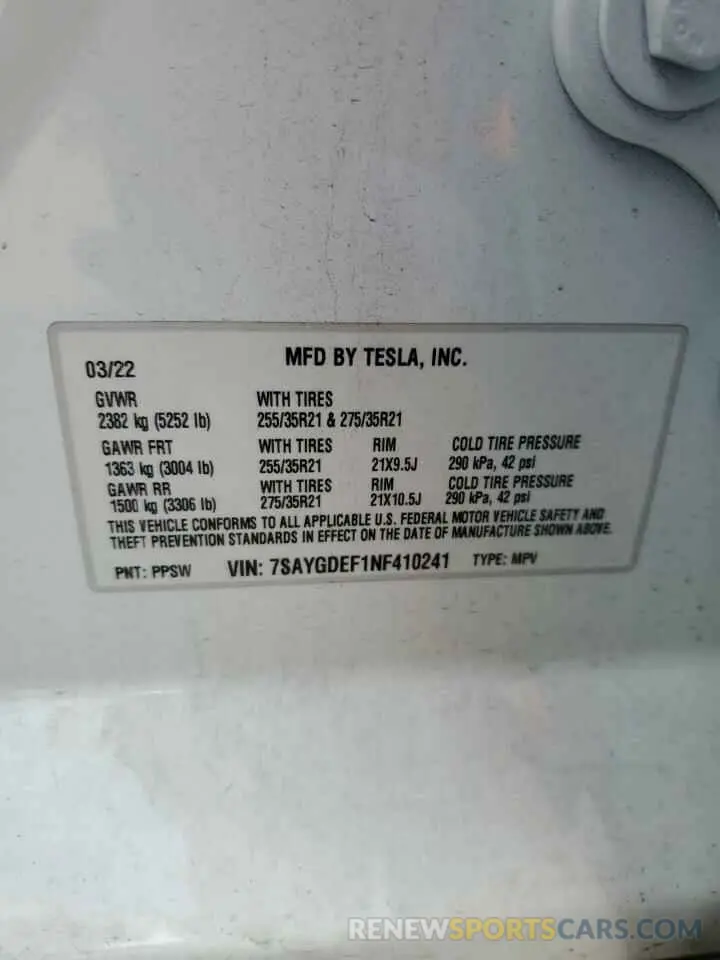 03/22 MFD BY TESLA, INC.
GVWR WITH TIRES
2382 kg (5252 lb) 255/35R21 & 275/35R21
GAWR FRT WITH TIRES RIM COLD TIRE PRESSURE
1363 kg (3004 lb) 255/35R21 21X9.5J 290 kPa, 42 psi
GAWR RR WITH TIRES RIM COLD TIRE PRESSURE
1500 kg (3306 lb) 275/35R21 21X10.5J 290 kPa, 42 psi
THIS VEHICLE CONFORMS TO ALL APPLICABLE U.S. FEDERAL MOTOR VEHICLE SAFETY AND
THEFT PREVENTION STANDARDS IN EFFECT ON THE DATE OF MANUFACTURE SHOWN ABOVE.
PNT: PPSW VIN: 7SAYGDEF1NF410241 TYPE: MPV
RENEWSPORTSCARS.COM